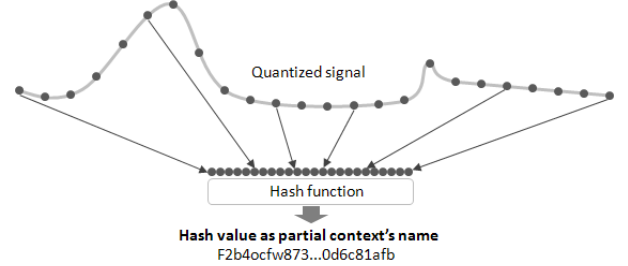 Quantized signal
Hash function
Hash value as partial context's name
F2b4ocfw873...0d6c81afb